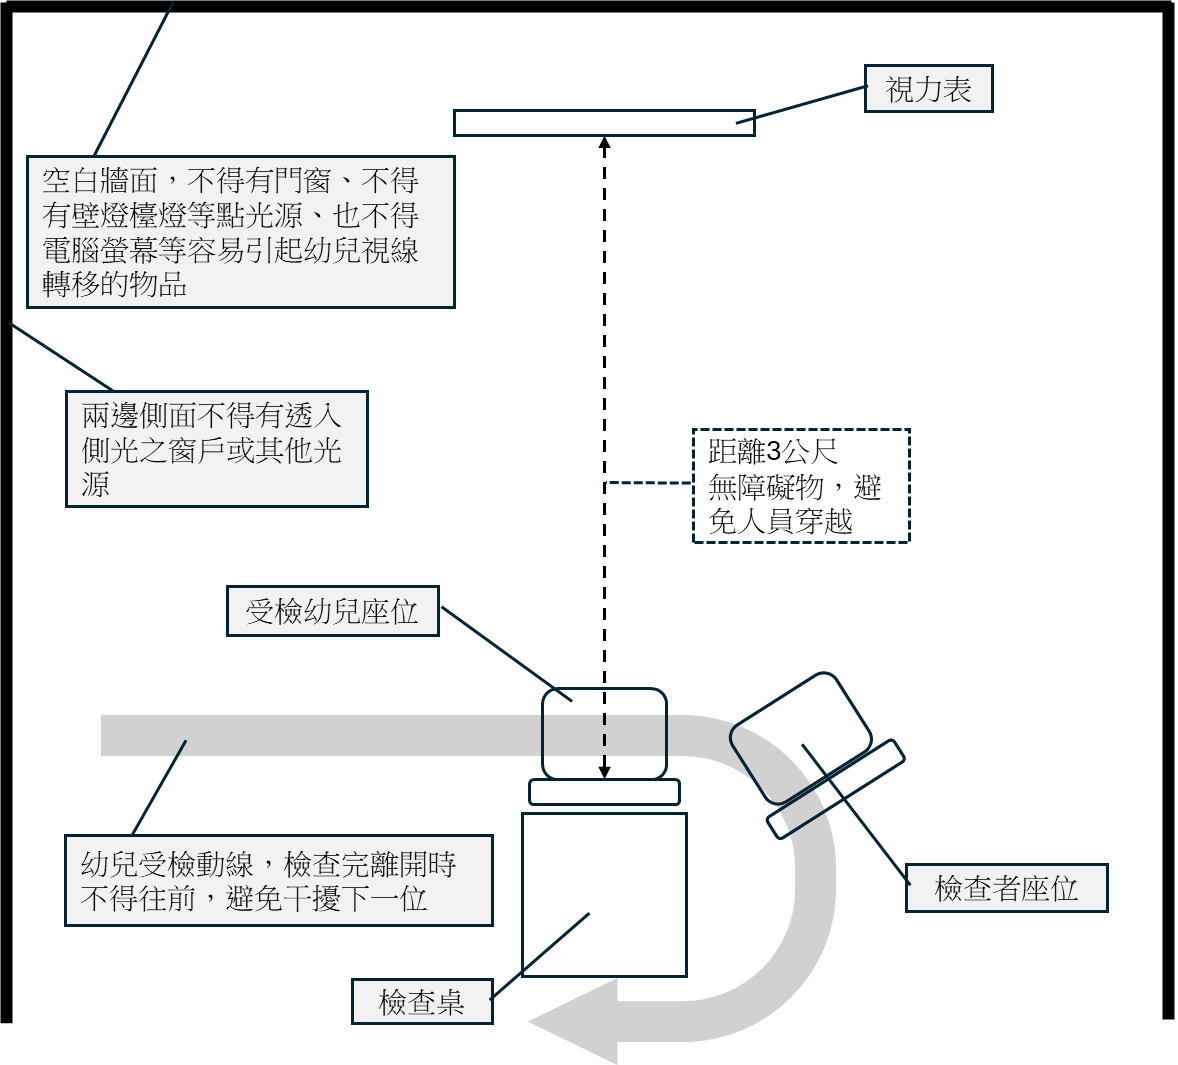 視力表
空白牆面，不得有門窗、不得
有壁燈檯燈等點光源、也不得
電腦螢幕等容易引起幼兒視線
轉移的物品
兩邊側面不得有透入
側光之窗戶或其他光
源
距離3公尺
無障礙物，避
免人員穿越
受檢幼兒座位
幼兒受檢動線，檢查完離開時
不得往前，避免干擾下一位
檢查者座位
檢查桌